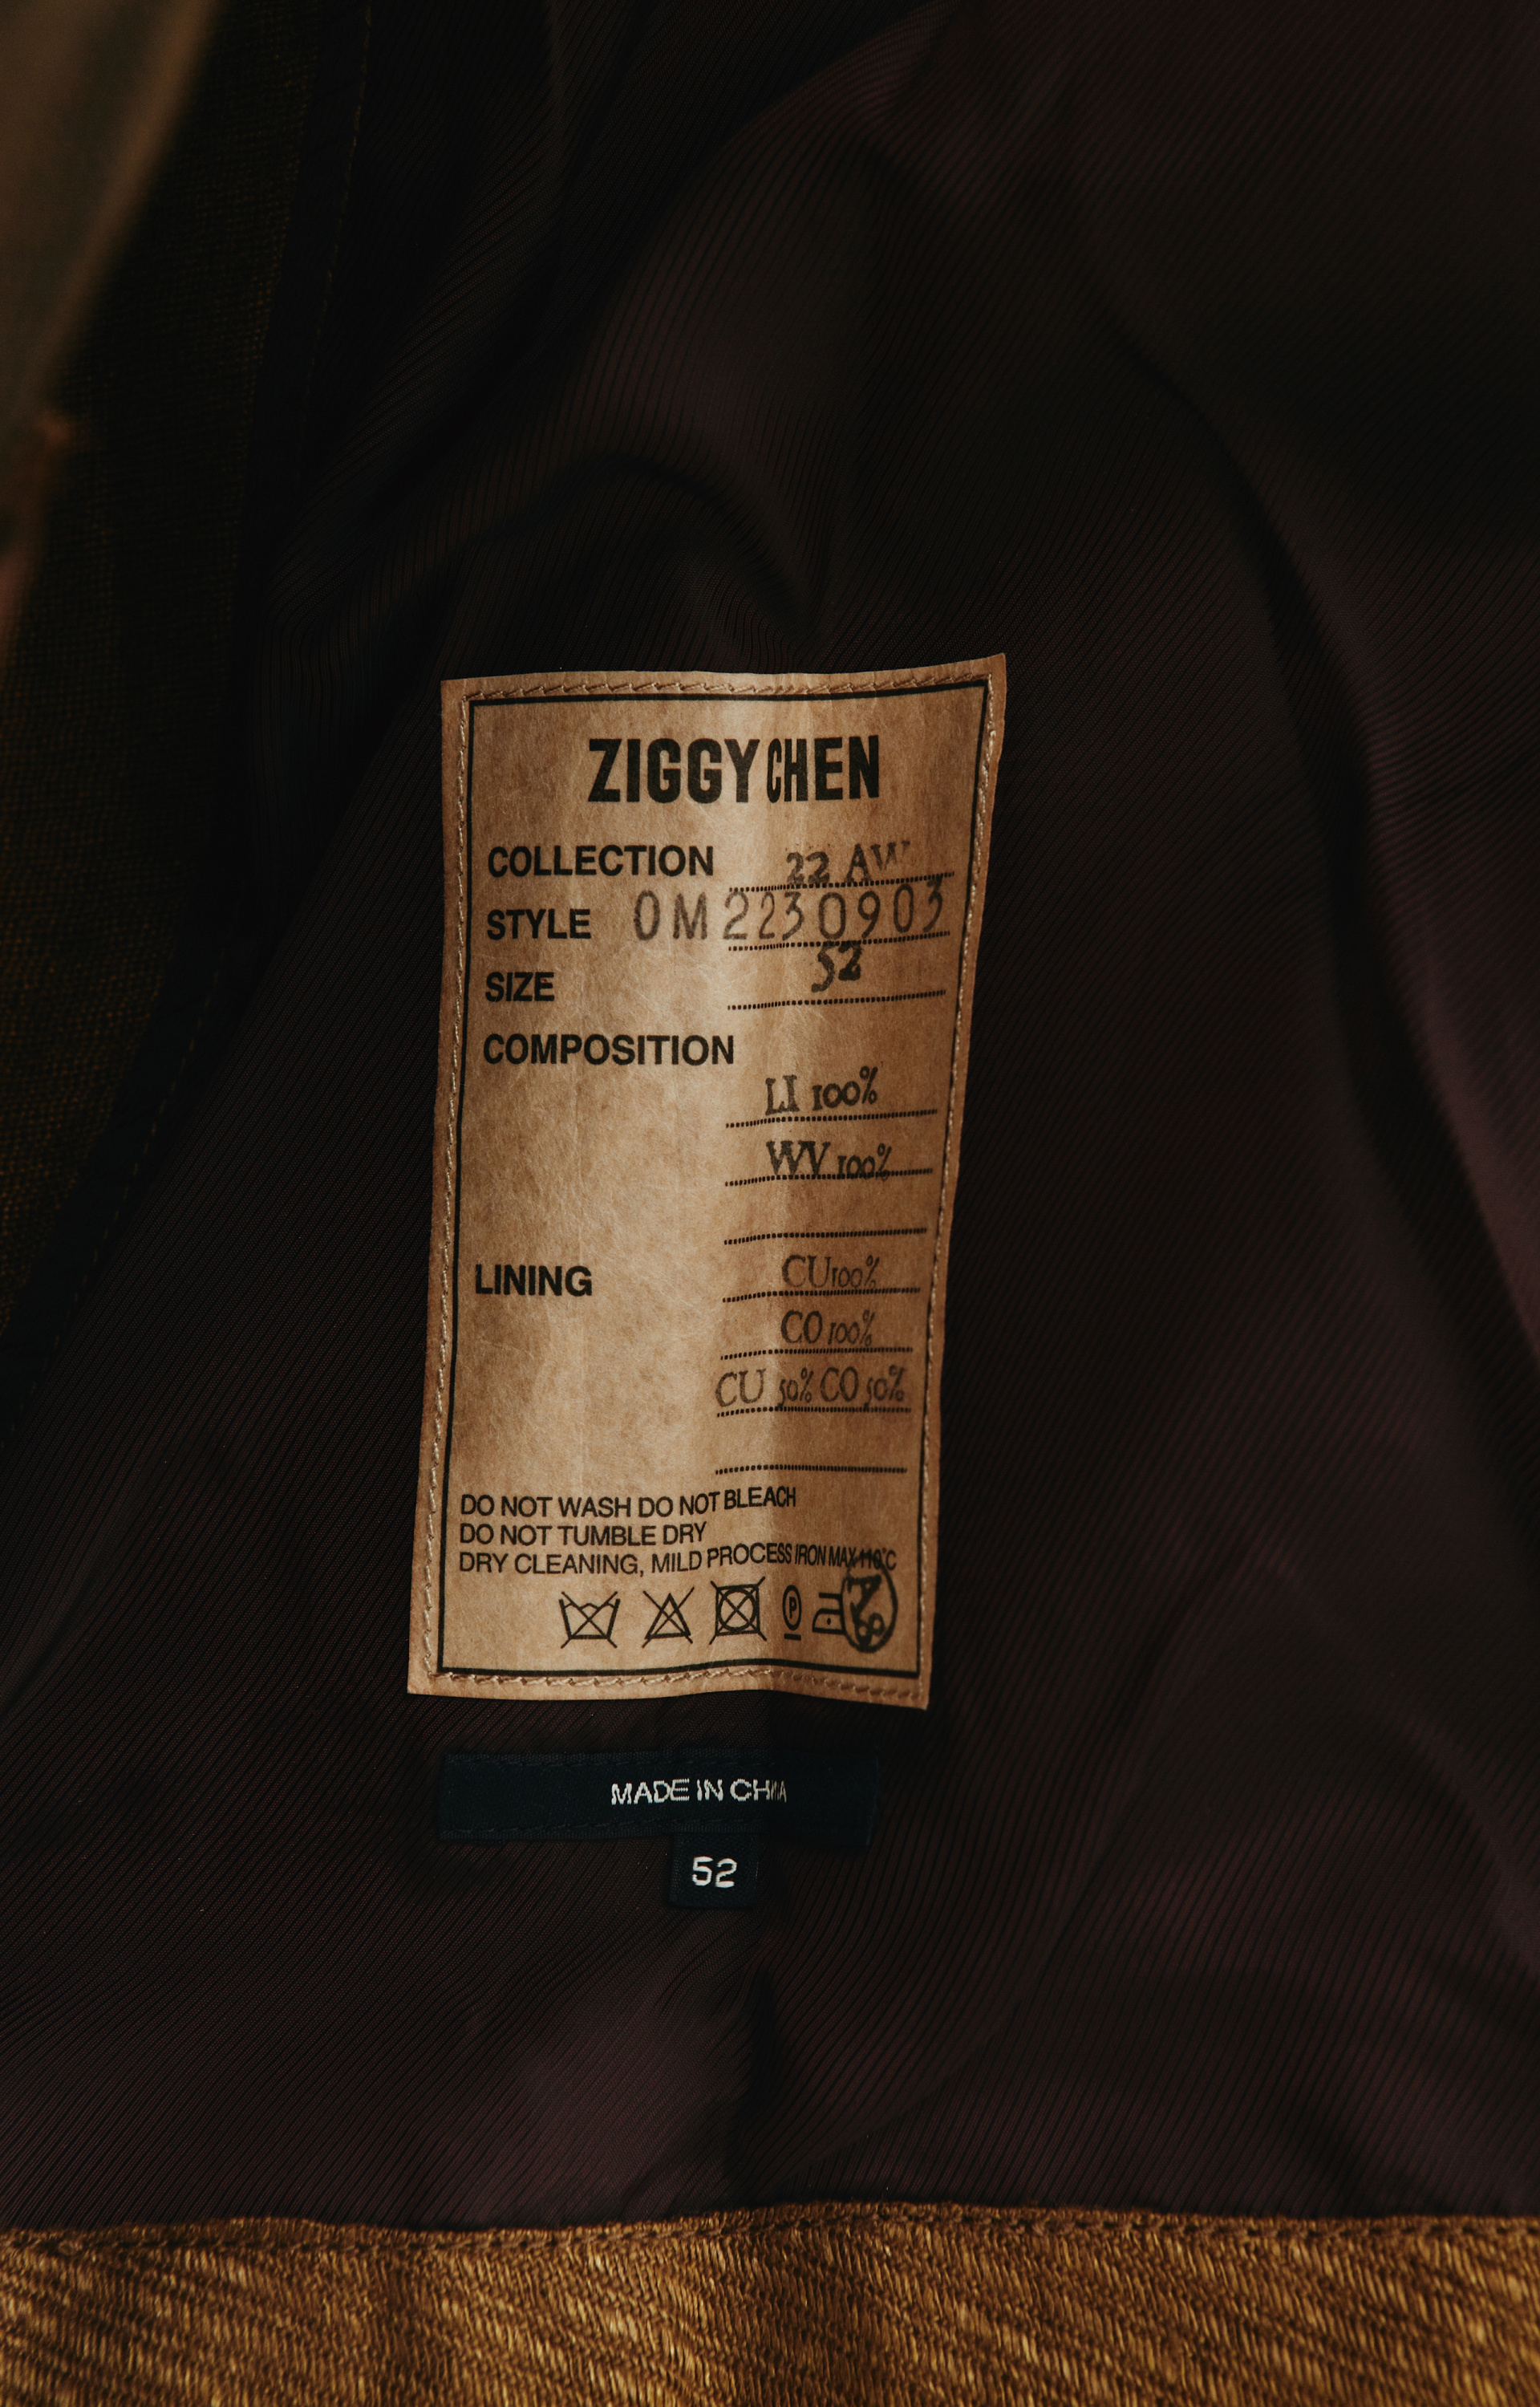 ZIGGY CHEN
COLLECTION 22 AW
STYLE 0M2230903
SIZE 52
COMPOSITION
LI 100%
WV 100%
LINING CU100%
CO 100%
CU 50% CO 50%
DO NOT WASH DO NOT BLEACH
DO NOT TUMBLE DRY
DRY CLEANING, MILD PROCESS IRON MAX 110°C
P
MADE IN CHINA
52